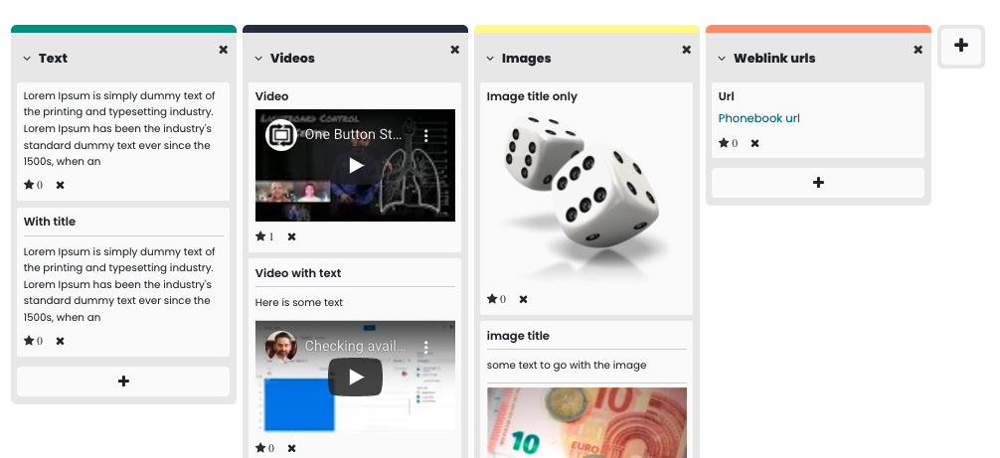 Text
Lorem Ipsum is simply dummy text of
the printing and typesetting industry.
Lorem Ipsum has been the industry's
standard dummy text ever since the
1500s, when an
0
With title
Lorem Ipsum is simply dummy text of
the printing and typesetting industry.
Lorem Ipsum has been the industry's
standard dummy text ever since the
1500s, when an
0
Videos
Video
One Button St...
1
Video with text
Here is some text
Checking avail...
0
Images
Image title only
0
image title
some text to go with the image
10
EURO
10
Weblink urls
Url
Phonebook url
0